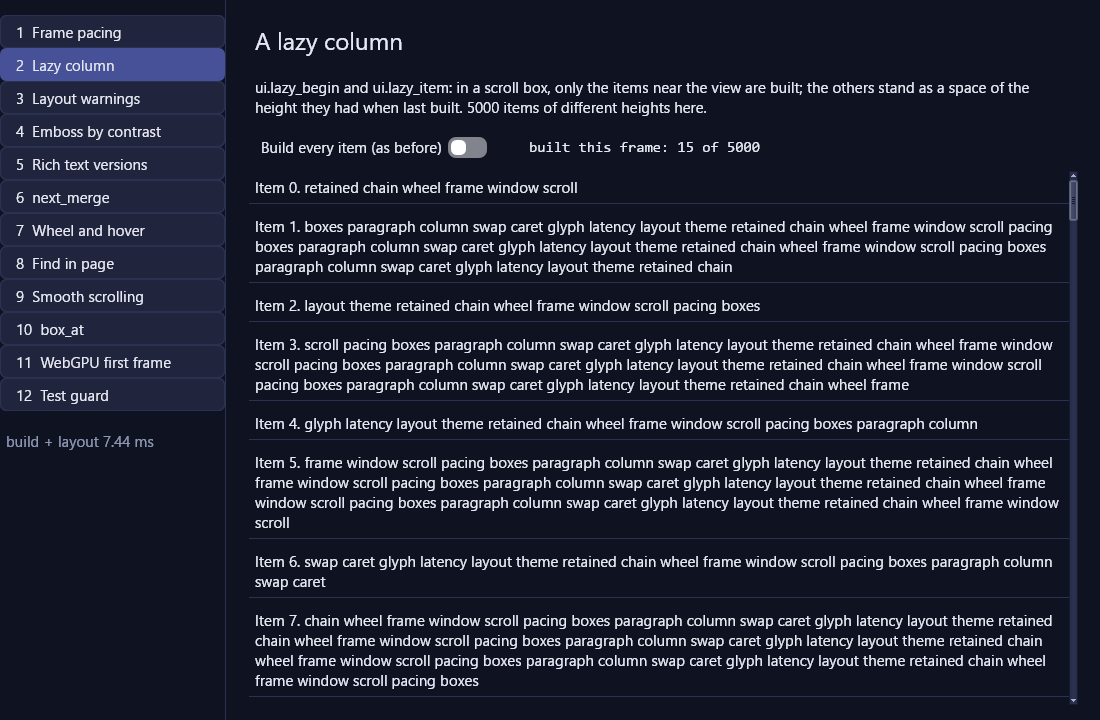 1 Frame pacing
2 Lazy column
3 Layout warnings
4 Emboss by contrast
5 Rich text versions
6 next_merge
7 Wheel and hover
8 Find in page
9 Smooth scrolling
10 box_at
11 WebGPU first frame
12 Test guard
build + layout 7.44 ms
A lazy column
ui.lazy_begin and ui.lazy_item: in a scroll box, only the items near the view are built; the others stand as a space of the
height they had when last built. 5000 items of different heights here.
Build every item (as before)
built this frame: 15 of 5000
Item 0. retained chain wheel frame window scroll
Item 1. boxes paragraph column swap caret glyph latency layout theme retained chain wheel frame window scroll pacing
boxes paragraph column swap caret glyph latency layout theme retained chain wheel frame window scroll pacing boxes
paragraph column swap caret glyph latency layout theme retained chain
Item 2. layout theme retained chain wheel frame window scroll pacing boxes
Item 3. scroll pacing boxes paragraph column swap caret glyph latency layout theme retained chain wheel frame window
scroll pacing boxes paragraph column swap caret glyph latency layout theme retained chain wheel frame window scroll
pacing boxes paragraph column swap caret glyph latency layout theme retained chain wheel frame
Item 4. glyph latency layout theme retained chain wheel frame window scroll pacing boxes paragraph column
Item 5. frame window scroll pacing boxes paragraph column swap caret glyph latency layout theme retained chain wheel
frame window scroll pacing boxes paragraph column swap caret glyph latency layout theme retained chain wheel frame
window scroll pacing boxes paragraph column swap caret glyph latency layout theme retained chain wheel frame window
scroll
Item 6. swap caret glyph latency layout theme retained chain wheel frame window scroll pacing boxes paragraph column
swap caret
Item 7. chain wheel frame window scroll pacing boxes paragraph column swap caret glyph latency layout theme retained
chain wheel frame window scroll pacing boxes paragraph column swap caret glyph latency layout theme retained chain
wheel frame window scroll pacing boxes paragraph column swap caret glyph latency layout theme retained chain wheel
frame window scroll pacing boxes